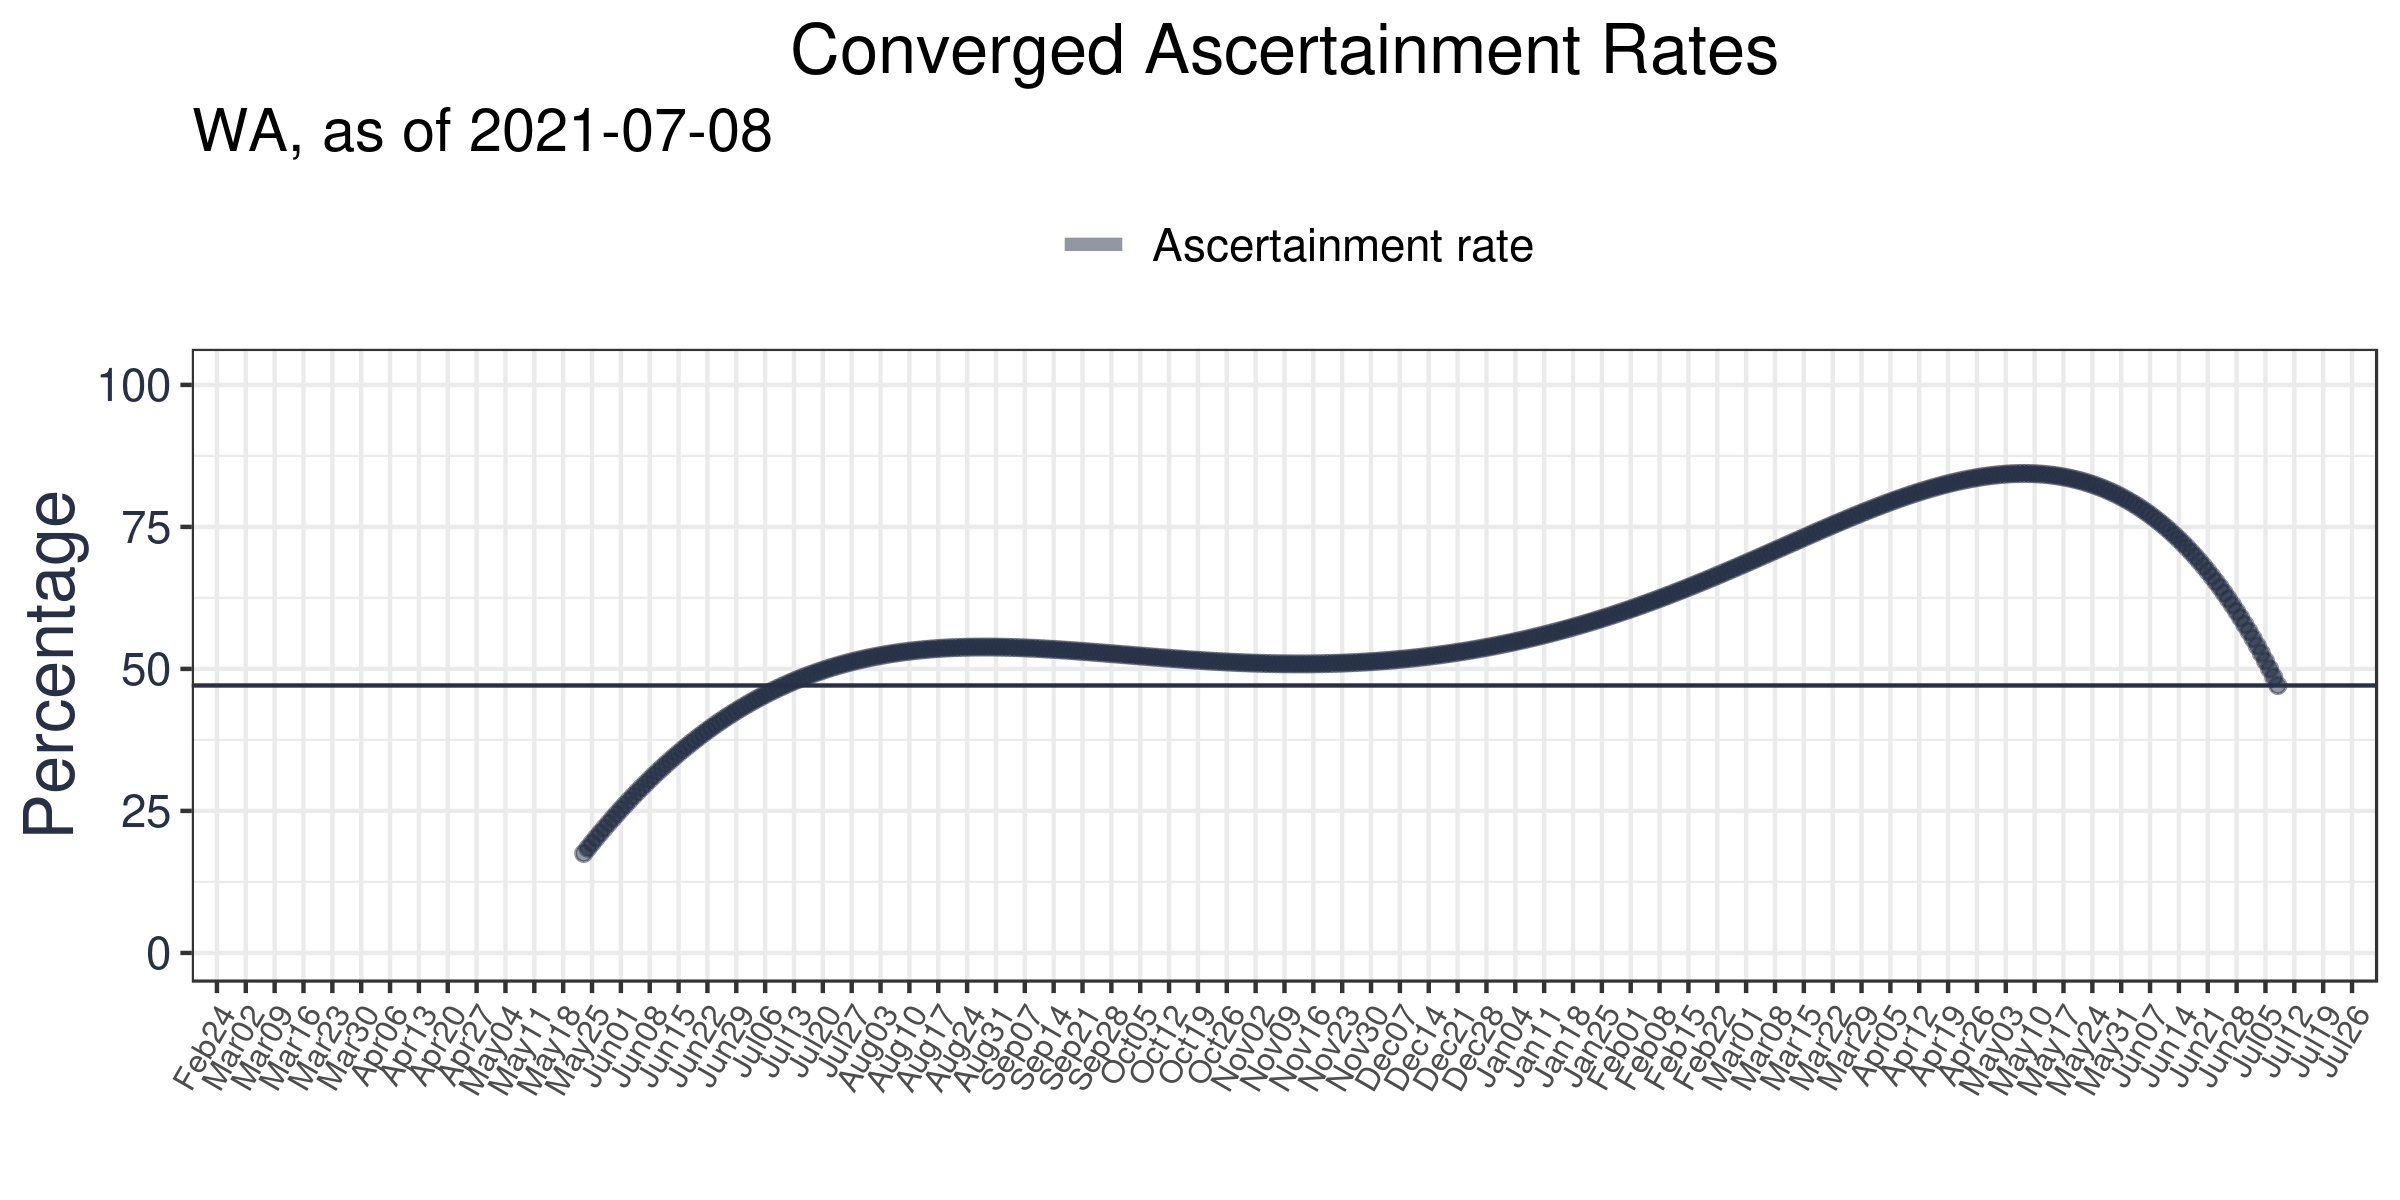 Converged Ascertainment Rates
WA, as of 2021-07-08
Ascertainment rate
Percentage
100
75
50
25
0
Feb24 Mar02 Mar09 Mar16 Mar23 Mar30 Apr06 Apr13 Apr20 Apr27 May04 May11 May18 May25 Jun01 Jun08 Jun15 Jun22 Jun29 Jul06 Jul13 Jul20 Jul27 Aug03 Aug10 Aug17 Aug24 Aug31 Sep07 Sep14 Sep21 Sep28 Oct05 Oct12 Oct19 Oct26 Nov02 Nov09 Nov16 Nov23 Nov30 Dec07 Dec14 Dec21 Dec28 Jan04 Jan11 Jan18 Jan25 Feb01 Feb08 Feb15 Feb22 Mar01 Mar08 Mar15 Mar22 Mar29 Apr05 Apr12 Apr19 Apr26 May03 May10 May17 May24 May31 Jun07 Jun14 Jun21 Jun28 Jul05 Jul12 Jul19 Jul26